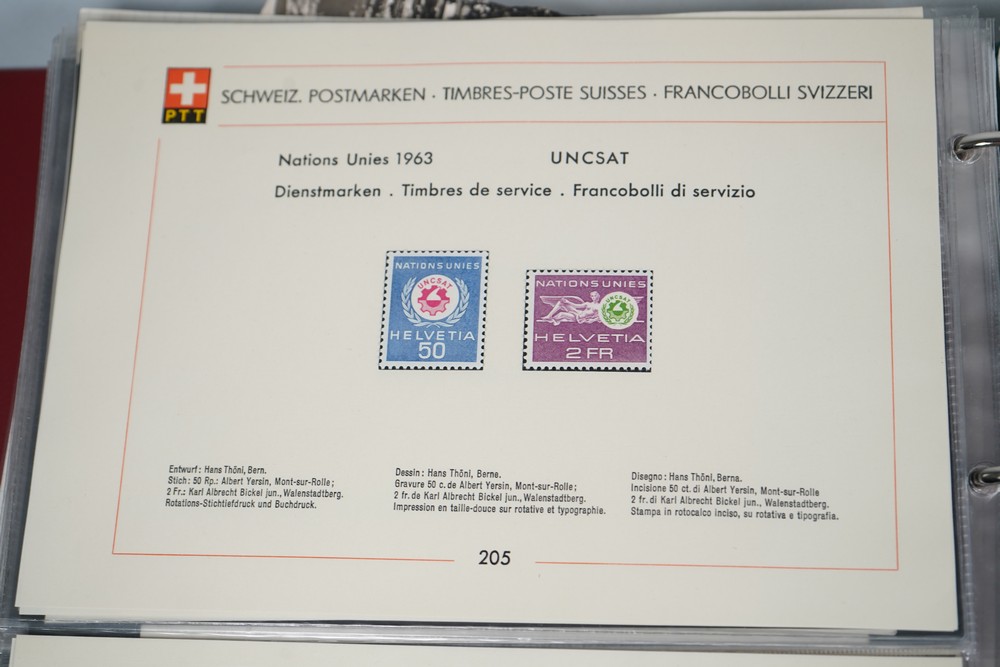 PTT
SCHWEIZ. POSTMARKEN · TIMBRES-POSTE SUISSES · FRANCOBOLLI SVIZZERI
Nations Unies 1963 UNCSAT
Dienstmarken . Timbres de service . Francobolli di servizio
NATIONS UNIES
UNCSAT
HELVETIA
50
NATIONS UNIES
UNCSAT
HELVETIA
2 FR
Entwurf: Hans Thöni, Bern.
Stich: 50 Rp.: Albert Yersin, Mont-sur-Rolle;
2 Fr.: Karl Albrecht Bickel jun., Walenstadtberg.
Rotations-Stichtiefdruck und Buchdruck.
Dessin: Hans Thöni, Berne.
Gravure 50 c. de Albert Yersin, Mont-sur-Rolle;
2 fr. de Karl Albrecht Bickel jun., Walenstadtberg.
Impression en taille-douce sur rotative et typographie.
Disegno: Hans Thöni, Berna.
Incisione 50 ct. di Albert Yersin, Mont-sur-Rolle
2 fr. di Karl Albrecht Bickel jun., Walenstadtberg.
Stampa in rotocalco inciso, su rotativa e tipografia.
205